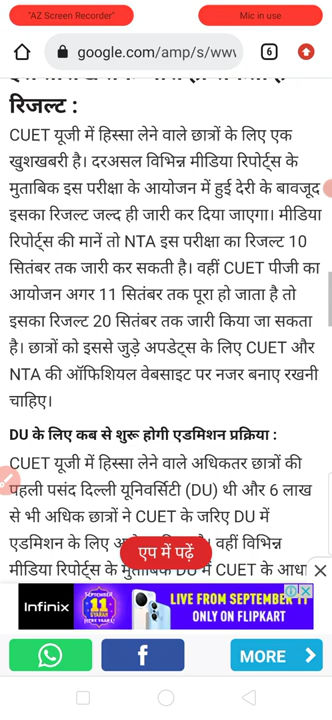 "AZ Screen Recorder"
Mic in use
google.com/amp/s/www
6
रिजल्ट :
CUET यूजी में हिस्सा लेने वाले छात्रों के लिए एक
खुशखबरी है। दरअसल विभिन्न मीडिया रिपोर्ट्स के
मुताबिक इस परीक्षा के आयोजन में हुई देरी के बावजूद
इसका रिजल्ट जल्द ही जारी कर दिया जाएगा। मीडिया
रिपोर्ट्स की मानें तो NTA इस परीक्षा का रिजल्ट 10
सितंबर तक जारी कर सकती है। वहीं CUET पीजी का
आयोजन अगर 11 सितंबर तक पूरा हो जाता है तो
इसका रिजल्ट 20 सितंबर तक जारी किया जा सकता
है। छात्रों को इससे जुड़े अपडेट्स के लिए CUET और
NTA की ऑफिशियल वेबसाइट पर नजर बनाए रखनी
चाहिए।
DU के लिए कब से शुरू होगी एडमिशन प्रक्रिया :
CUET यूजी में हिस्सा लेने वाले अधिकतर छात्रों की
पहली पसंद दिल्ली यूनिवर्सिटी (DU) थी और 6 लाख
से भी अधिक छात्रों ने CUET के जरिए DU में
एडमिशन के लिए वहीं विभिन्न
एप में पढ़ें
मीडिया रिपोर्ट्स के मुताबिक DU में CUET के आधा
Infinix
SEPTEMBER
11
LIVE FROM SEPTEMBER 11
ONLY ON FLIPKART
f
MORE